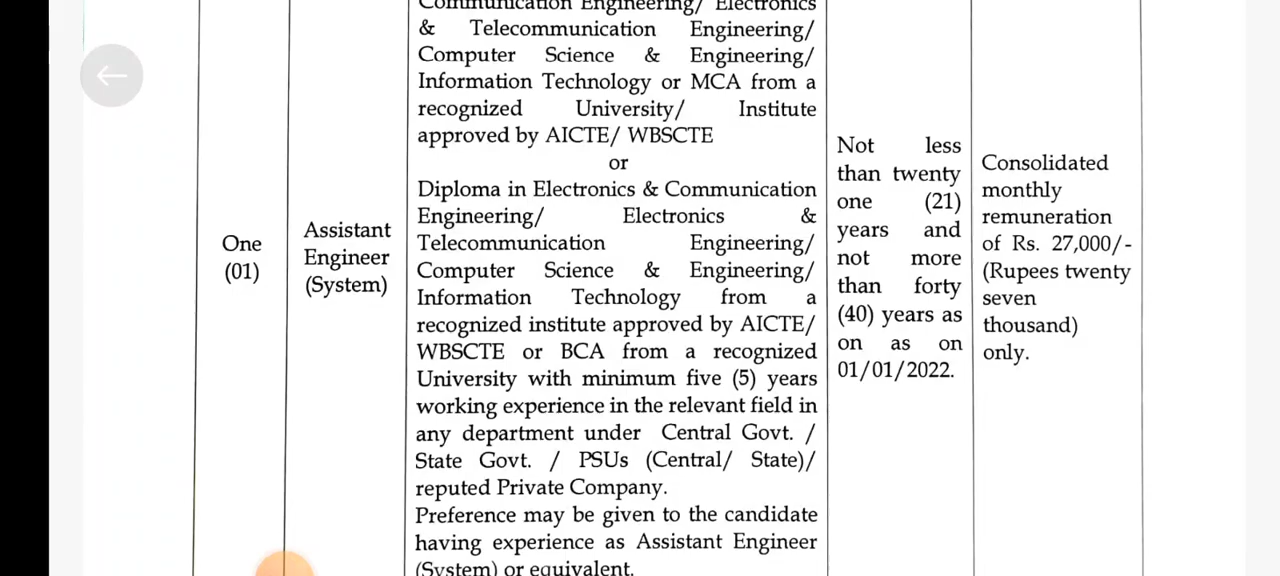 One
(01)
Assistant
Engineer
(System)
Communication Engineering/ Electronics
& Telecommunication Engineering/
Computer Science & Engineering/
Information Technology or MCA from a
recognized University/ Institute
approved by AICTE/ WBSCTE
or
Diploma in Electronics & Communication
Engineering/ Electronics &
Telecommunication Engineering/
Computer Science & Engineering/
Information Technology from a
recognized institute approved by AICTE/
WBSCTE or BCA from a recognized
University with minimum five (5) years
working experience in the relevant field in
any department under Central Govt. /
State Govt. / PSUs (Central/ State)/
reputed Private Company.
Preference may be given to the candidate
having experience as Assistant Engineer
(System) or equivalent.
Not less
than twenty
one (21)
years and
not more
than forty
(40) years as
on as on
01/01/2022.
Consolidated
monthly
remuneration
of Rs. 27,000/-
(Rupees twenty
seven
thousand)
only.